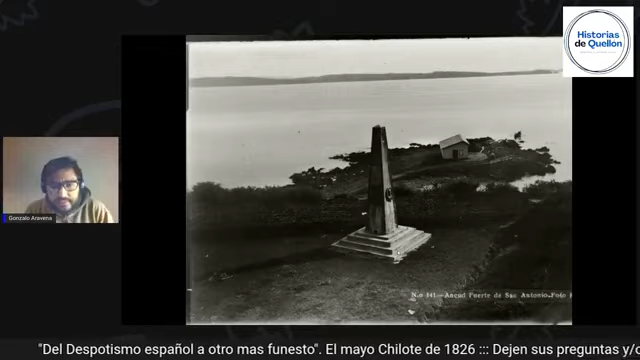 Historias
de Quellon
Gonzalo Aravena
N.o 141.—Ancud Fuerte de San Antonio.Foto
"Del Despotismo español a otro mas funesto". El mayo Chilote de 1826 ::: Dejen sus preguntas y/o